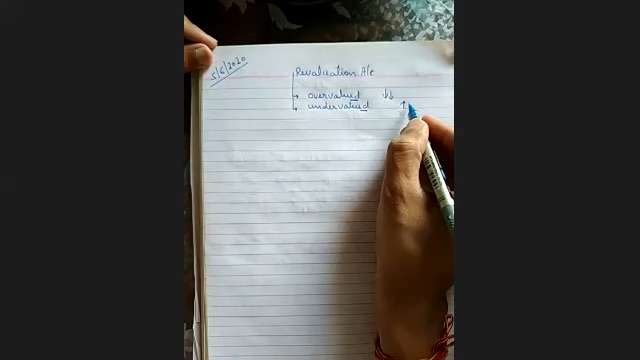 5/6/2020
Revaluation A/c
→ overvalued ↓↓
→ undervalued ↑